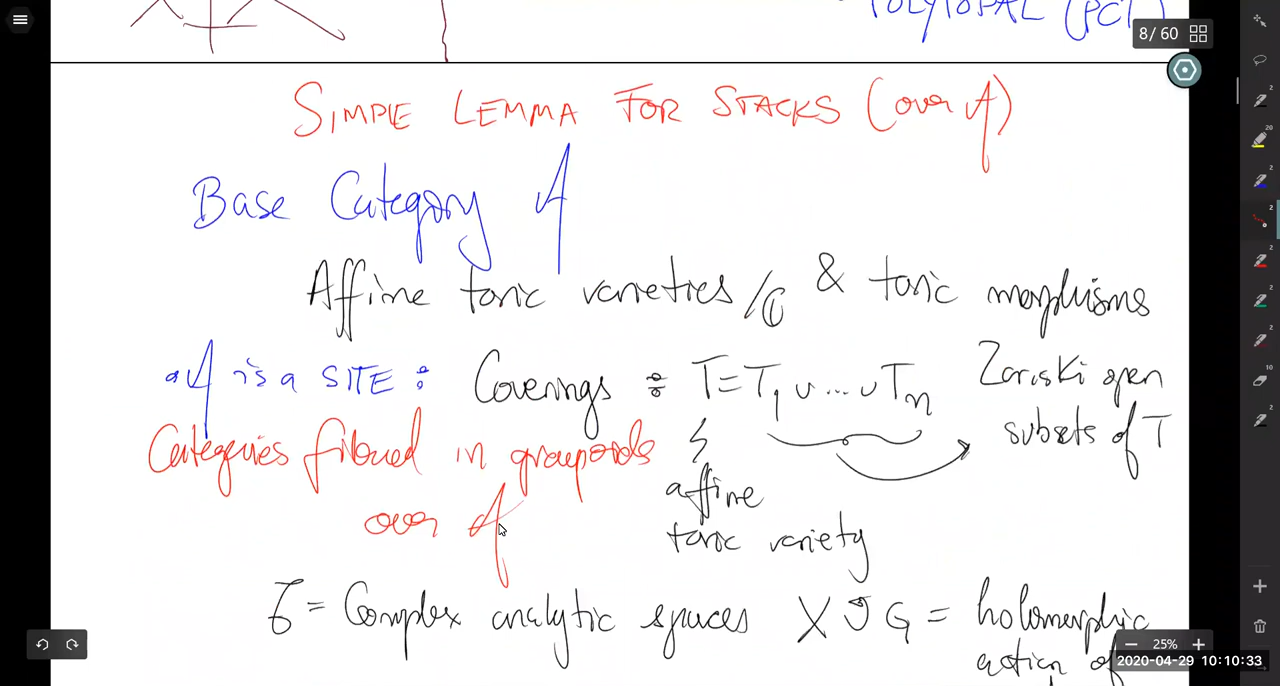 POLYTOPAL (PCT)
8 / 60
SIMPLE LEMMA FOR STACKS (over A)
Base Category A
Affine toric varieties /ℂ & toric morphisms
• A is a SITE : Coverings : T = T₁ ∪ ... ∪ Tₙ Zariski open subsets of T
affine toric variety
Categories fibred in groupoids over A
= Complex analytic spaces X ↺ G = holomorphic action of
25%
2020-04-29 10:10:33